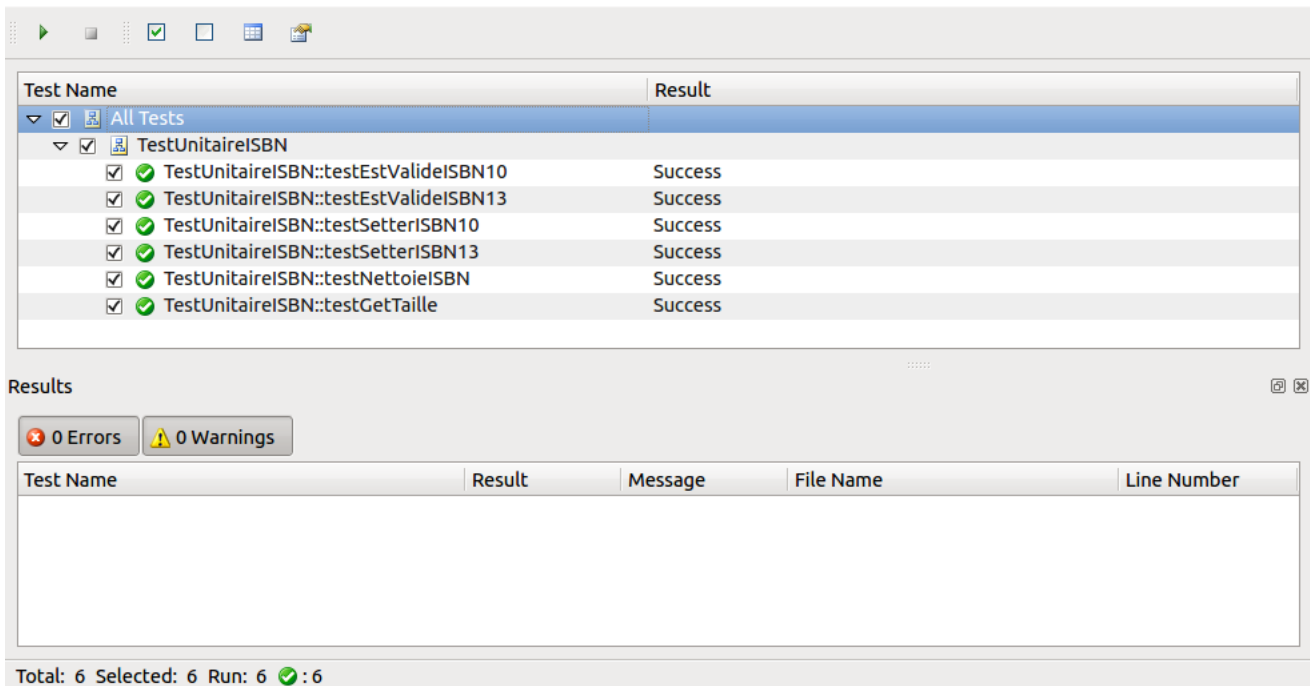 Test Name Result
All Tests
TestUnitaireISBN
TestUnitaireISBN::testEstValideISBN10 Success
TestUnitaireISBN::testEstValideISBN13 Success
TestUnitaireISBN::testSetterISBN10 Success
TestUnitaireISBN::testSetterISBN13 Success
TestUnitaireISBN::testNettoieISBN Success
TestUnitaireISBN::testGetTaille Success
Results
0 Errors 0 Warnings
Test Name Result Message File Name Line Number
Total: 6 Selected: 6 Run: 6 :6